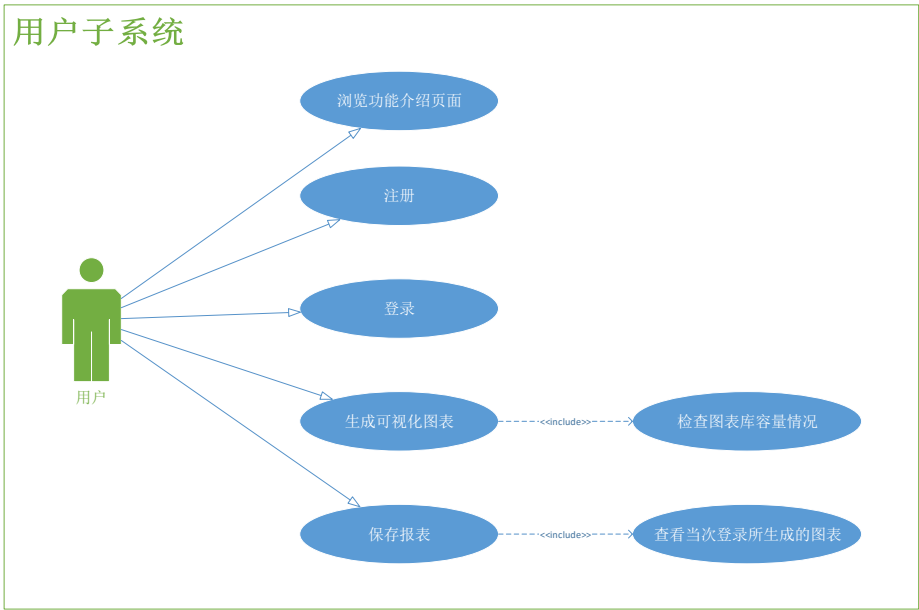 用户子系统
浏览功能介绍页面
注册
登录
用户
生成可视化图表
<<include>>
检查图表库容量情况
保存报表
<<include>>
查看当次登录所生成的图表